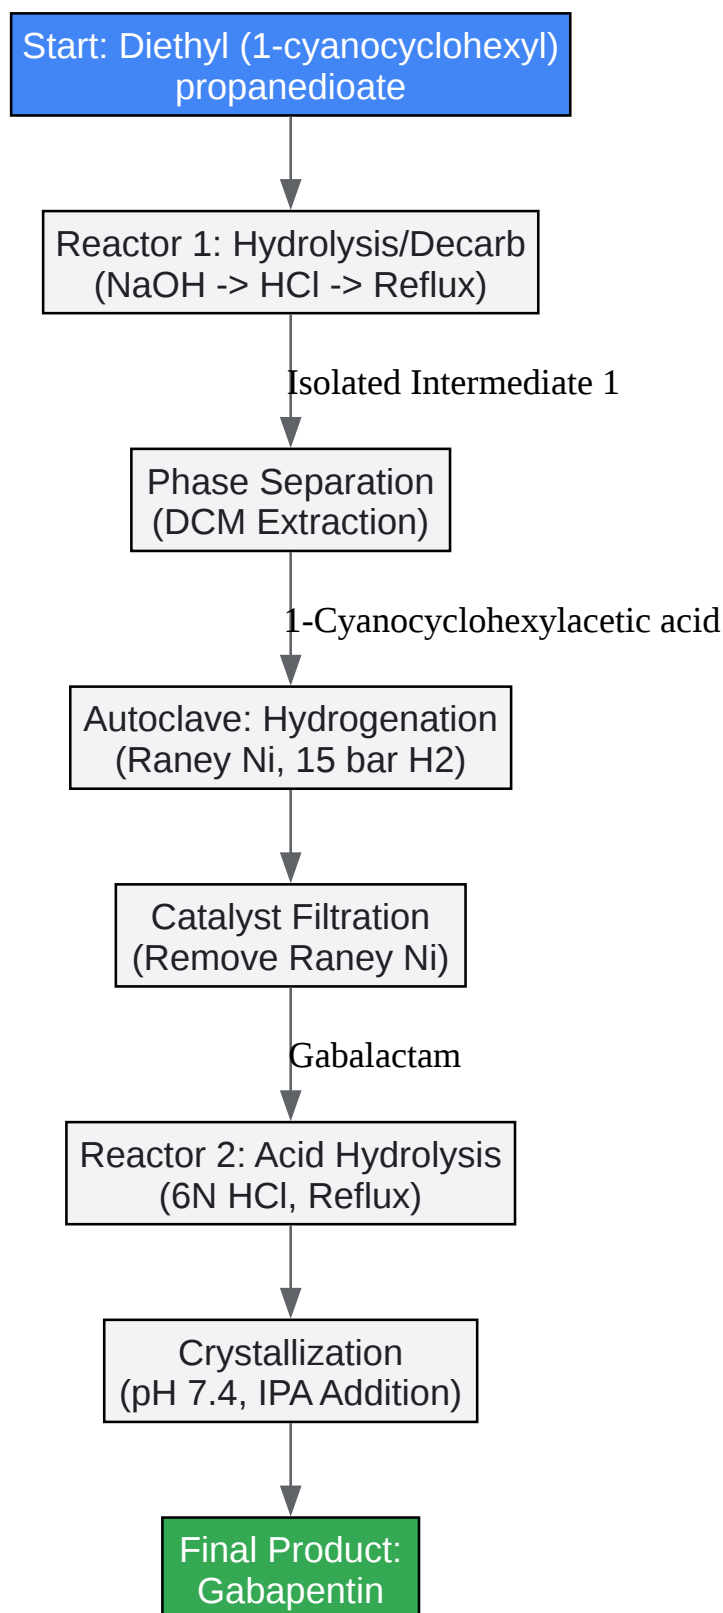 Start: Diethyl (1-cyanocyclohexyl)
propanedioate
Reactor 1: Hydrolysis/Decarb
(NaOH -> HCl -> Reflux)
Isolated Intermediate 1
Phase Separation
(DCM Extraction)
1-Cyanocyclohexylacetic acid
Autoclave: Hydrogenation
(Raney Ni, 15 bar H2)
Catalyst Filtration
(Remove Raney Ni)
Gabalactam
Reactor 2: Acid Hydrolysis
(6N HCl, Reflux)
Crystallization
(pH 7.4, IPA Addition)
Final Product:
Gabapentin